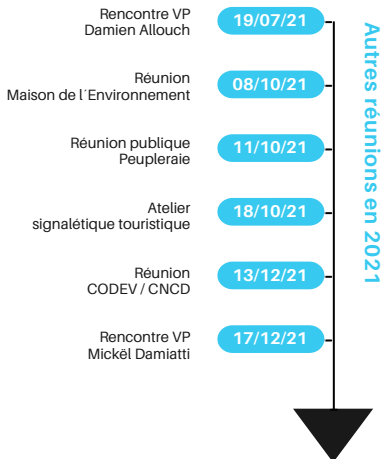 Rencontre VP
Damien Allouch
19/07/21
Réunion
Maison de l'Environnement
08/10/21
Réunion publique
Peupleraie
11/10/21
Atelier
signalétique touristique
18/10/21
Réunion
CODEV / CNCD
13/12/21
Rencontre VP
Mickël Damiatti
17/12/21
Autres réunions en 2021